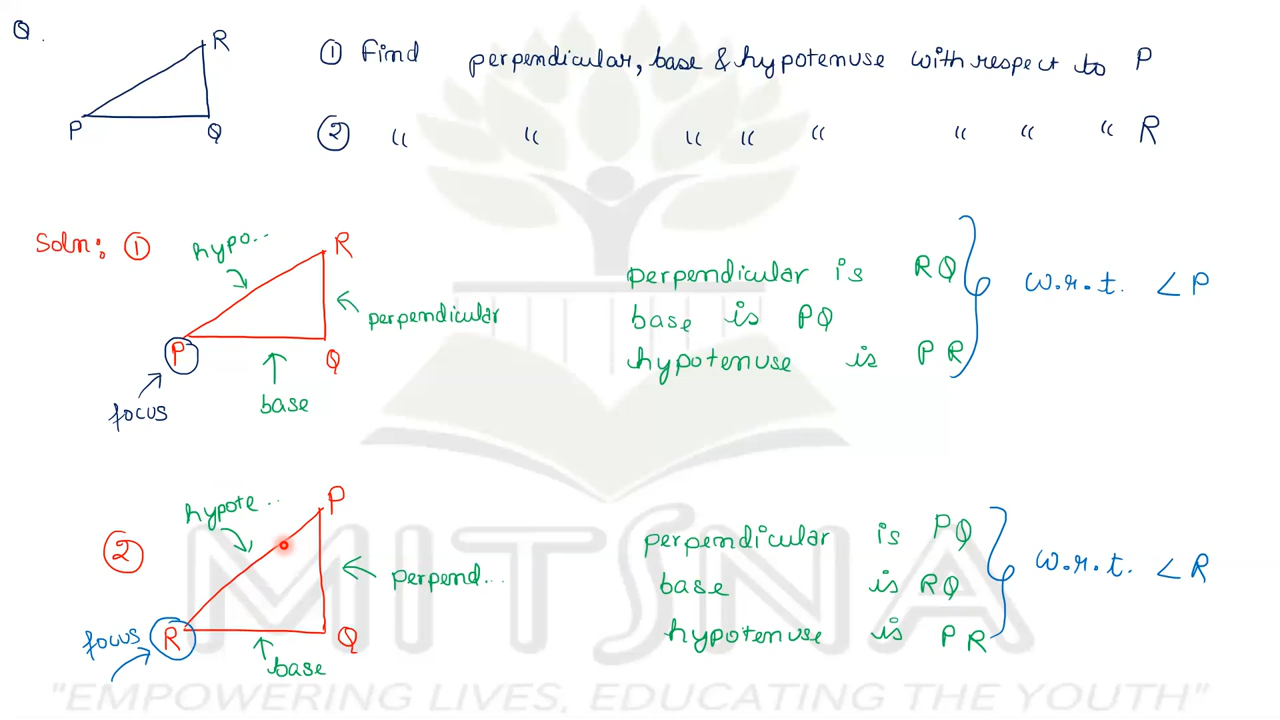 Q.
R
P
Q
① Find perpendicular, base & hypotenuse with respect to P
② " " " " " " " " R
Soln: ①
hypo..
R
perpendicular
P
Q
focus
base
perpendicular is RQ
base is PQ
hypotenuse is PR
w.r.t. ∠P
②
hypote..
P
perpend...
focus
R
Q
base
perpendicular is PQ
base is RQ
hypotenuse is PR
w.r.t. ∠R
MITSNA
"EMPOWERING LIVES, EDUCATING THE YOUTH"